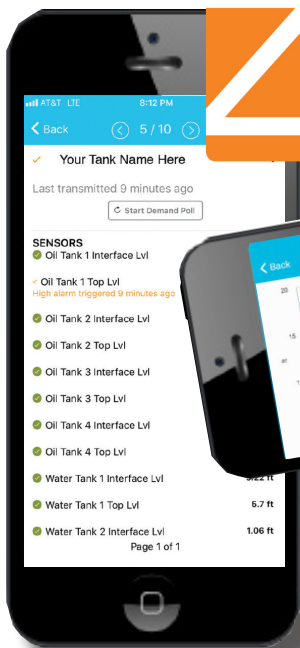 AT&T LTE 8:12 PM
Back 5 / 10
Your Tank Name Here
Last transmitted 9 minutes ago
Start Demand Poll
SENSORS
Oil Tank 1 Interface Lvl
Oil Tank 1 Top Lvl
High alarm triggered 9 minutes ago
Oil Tank 2 Interface Lvl
Oil Tank 2 Top Lvl
Oil Tank 3 Interface Lvl
Oil Tank 3 Top Lvl
Oil Tank 4 Interface Lvl
Oil Tank 4 Top Lvl
Water Tank 1 Interface Lvl ft
Water Tank 1 Top Lvl 5.7 ft
Water Tank 2 Interface Lvl 1.06 ft
Page 1 of 1
Back
20
15